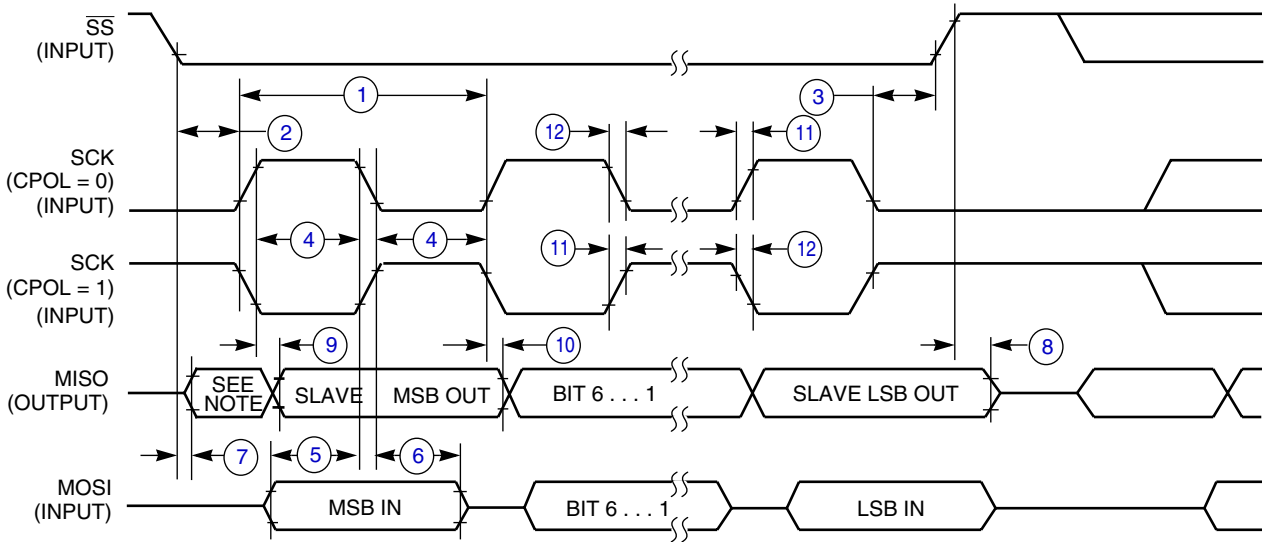 SS
(INPUT)
1
3
2
12
11
SCK
(CPOL = 0)
(INPUT)
4
4
11
12
SCK
(CPOL = 1)
(INPUT)
9
10
8
MISO
(OUTPUT)
SEE
NOTE
SLAVE
MSB OUT
BIT 6 . . . 1
SLAVE LSB OUT
7
5
6
MOSI
(INPUT)
MSB IN
BIT 6 . . . 1
LSB IN